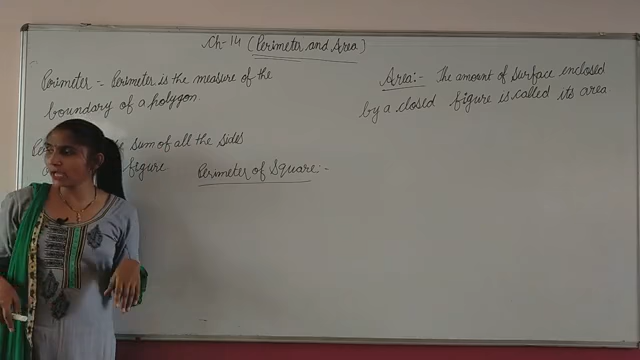 Ch-14 (Perimeter and Area)
Perimeter = Perimeter is the measure of the
boundary of a polygon.
sum of all the sides
figure
Perimeter of Square :-
Area :- The amount of surface enclosed
by a closed figure is called its area